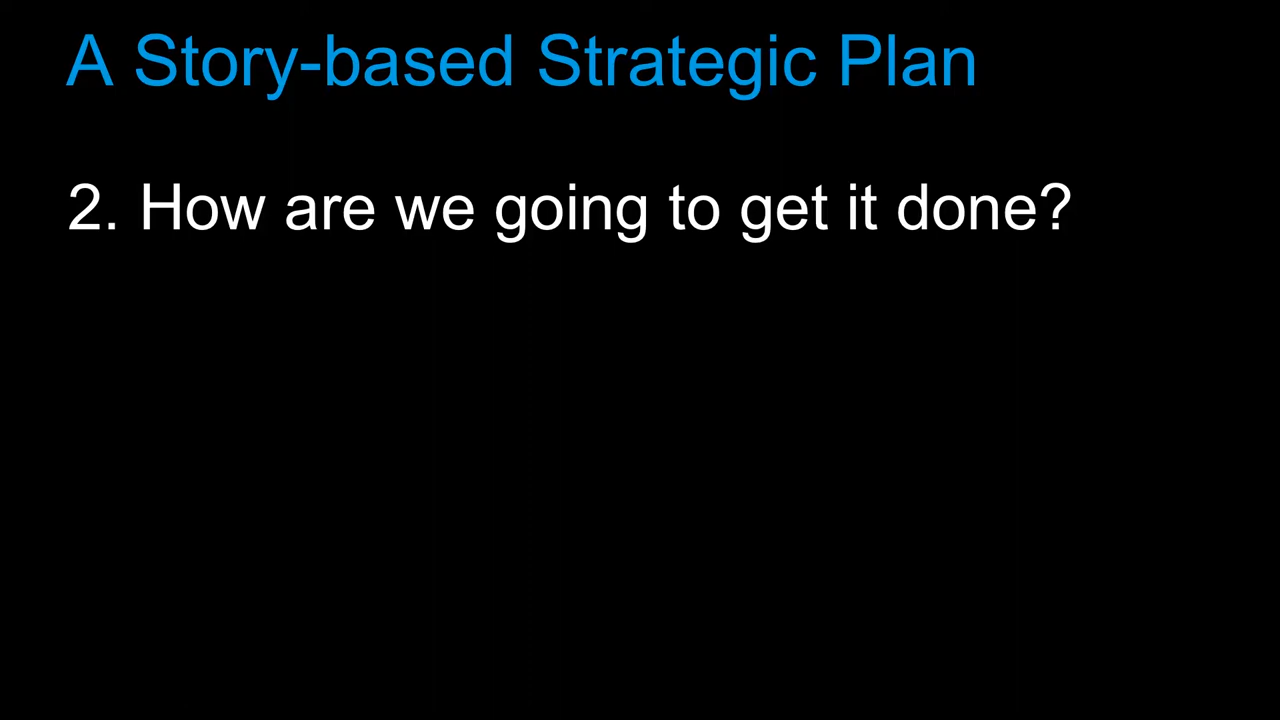 A Story-based Strategic Plan
2. How are we going to get it done?